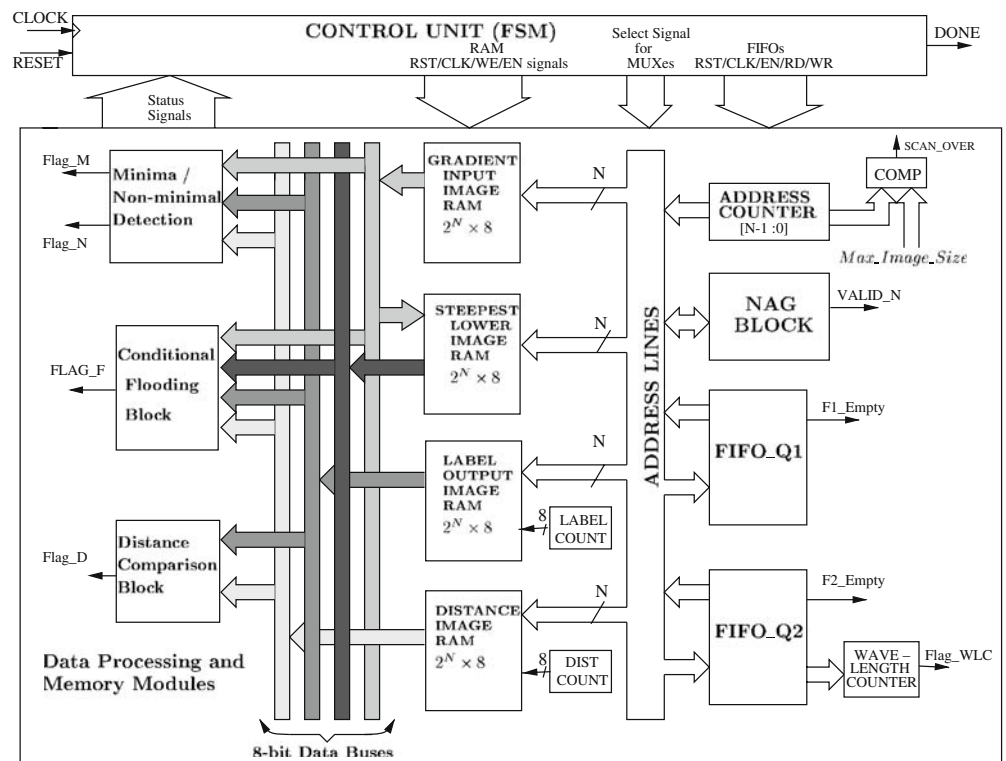 CLOCK
RESET
CONTROL UNIT (FSM)
RAM
RST/CLK/WE/EN signals
Select Signal
for
MUXes
FIFOs
RST/CLK/EN/RD/WR
DONE
Status
Signals
Flag_M
Flag_N
Minima /
Non-minimal
Detection
GRADIENT
INPUT
IMAGE
RAM
2^N × 8
N
ADDRESS LINES
ADDRESS
COUNTER
[N-1 :0]
SCAN_OVER
COMP
Max_Image_Size
FLAG_F
Conditional
Flooding
Block
STEEPEST
LOWER
IMAGE
RAM
2^N × 8
N
NAG
BLOCK
VALID_N
LABEL
OUTPUT
IMAGE
RAM
2^N × 8
N
8
LABEL
COUNT
FIFO_Q1
F1_Empty
Flag_D
Distance
Comparison
Block
DISTANCE
IMAGE
RAM
2^N × 8
N
8
DIST
COUNT
FIFO_Q2
F2_Empty
WAVE –
LENGTH
COUNTER
Flag_WLC
Data Processing and
Memory Modules
8-bit Data Buses